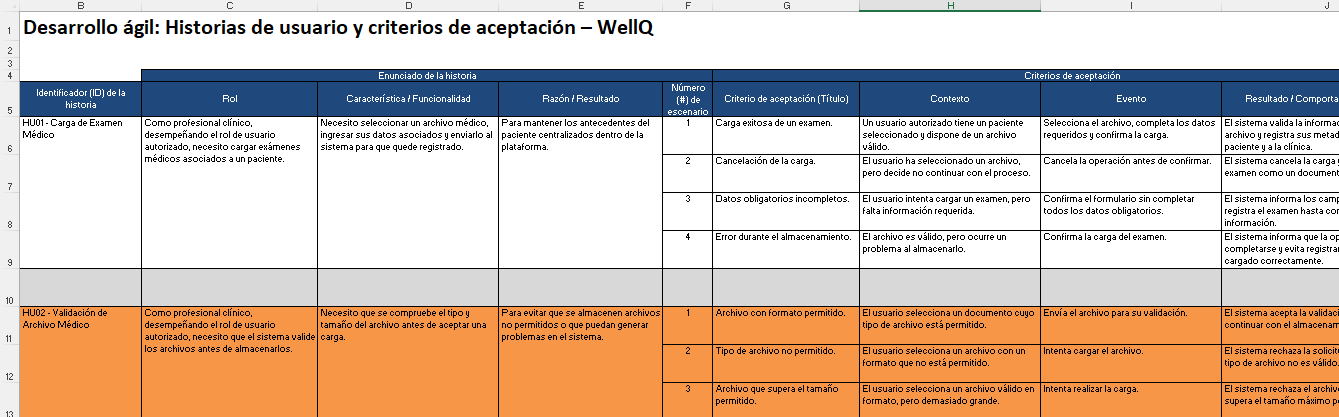 B C D E F G H I J
1 Desarrollo ágil: Historias de usuario y criterios de aceptación – WellQ
2
3
4 Enunciado de la historia Criterios de aceptación
5 Identificador (ID) de la historia Rol Característica / Funcionalidad Razón / Resultado Número (#) de escenario Criterio de aceptación (Título) Contexto Evento Resultado /
6 HU01 - Carga de Examen Médico
Como profesional clínico, desempeñando el rol de usuario autorizado, necesito cargar exámenes médicos asociados a un paciente.
Necesito seleccionar un archivo médico, ingresar sus datos asociados y enviarlo al sistema para que quede registrado.
Para mantener los antecedentes del paciente centralizados dentro de la plataforma.
1 Carga exitosa de un examen.
Un usuario autorizado tiene un paciente seleccionado y dispone de un archivo válido.
Selecciona el archivo, completa los datos requeridos y confirma la carga.
El sistema valida la
archivo y registra sus
paciente y a la clínica.
7 2 Cancelación de la carga.
El usuario ha seleccionado un archivo, pero decide no continuar con el proceso.
Cancela la operación antes de confirmar.
El sistema cancela la carga
examen como un
8 3 Datos obligatorios incompletos.
El usuario intenta cargar un examen, pero falta información requerida.
Confirma el formulario sin completar todos los datos obligatorios.
El sistema informa los
registra el examen hasta
información.
9 4 Error durante el almacenamiento.
El archivo es válido, pero ocurre un problema al almacenarlo.
Confirma la carga del examen.
El sistema informa que la
completarse y evita
cargado correctamente.
10
11 HU02 - Validación de Archivo Médico
Como profesional clínico, desempeñando el rol de usuario autorizado, necesito que el sistema valide los archivos antes de almacenarlos.
Necesito que se compruebe el tipo y tamaño del archivo antes de aceptar una carga.
Para evitar que se almacenen archivos no permitidos o que puedan generar problemas en el sistema.
1 Archivo con formato permitido.
El usuario selecciona un documento cuyo tipo de archivo está permitido.
Envía el archivo para su validación.
El sistema acepta la
continuar con el
12 2 Tipo de archivo no permitido.
El usuario selecciona un archivo con un formato que no está permitido.
Intenta cargar el archivo.
El sistema rechaza la
tipo de archivo no es válido.
13 3 Archivo que supera el tamaño permitido.
El usuario selecciona un archivo válido en formato, pero demasiado grande.
Intenta realizar la carga.
El sistema rechaza el
supera el tamaño máximo